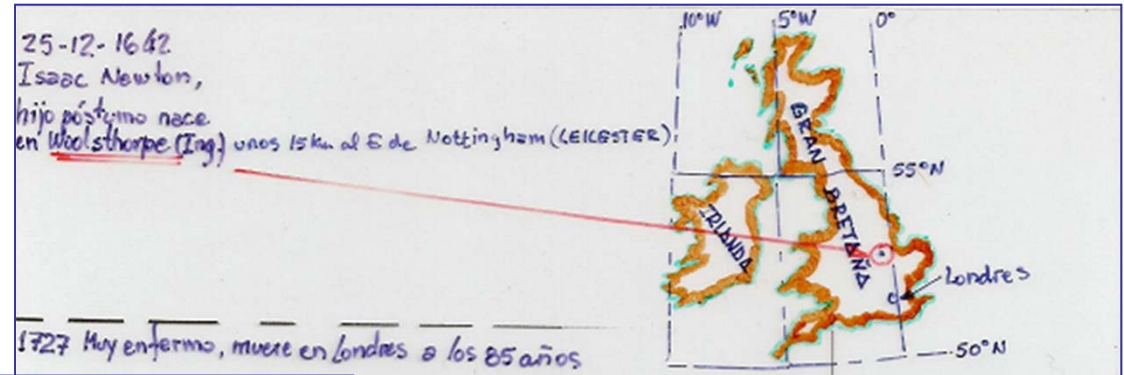 25-12-1642
Isaac Newton,
hijo póstumo nace
en Woolsthorpe (Ing.) unos 15 km al E de Nottingham (LEICESTER)
10°W 5°W 0°
GRAN BRETAÑA
55°N
IRLANDA
Londres
50°N
1727 Muy enfermo, muere en Londres a los 85 años